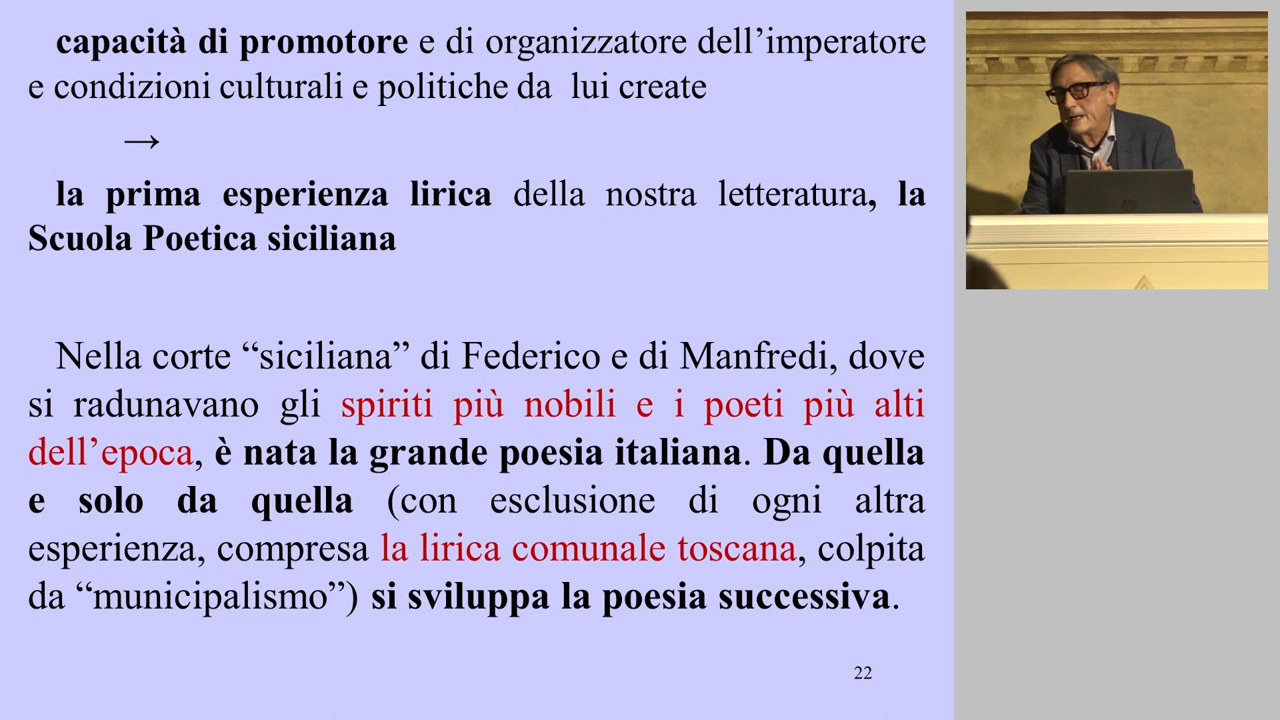 capacità di promotore e di organizzatore dell’imperatore
e condizioni culturali e politiche da  lui create
→
la prima esperienza lirica della nostra letteratura, la
Scuola Poetica siciliana
Nella corte “siciliana” di Federico e di Manfredi, dove
si radunavano gli spiriti più nobili e i poeti più alti
dell’epoca, è nata la grande poesia italiana. Da quella
e solo da quella (con esclusione di ogni altra
esperienza, compresa la lirica comunale toscana, colpita
da “municipalismo”) si sviluppa la poesia successiva.
22